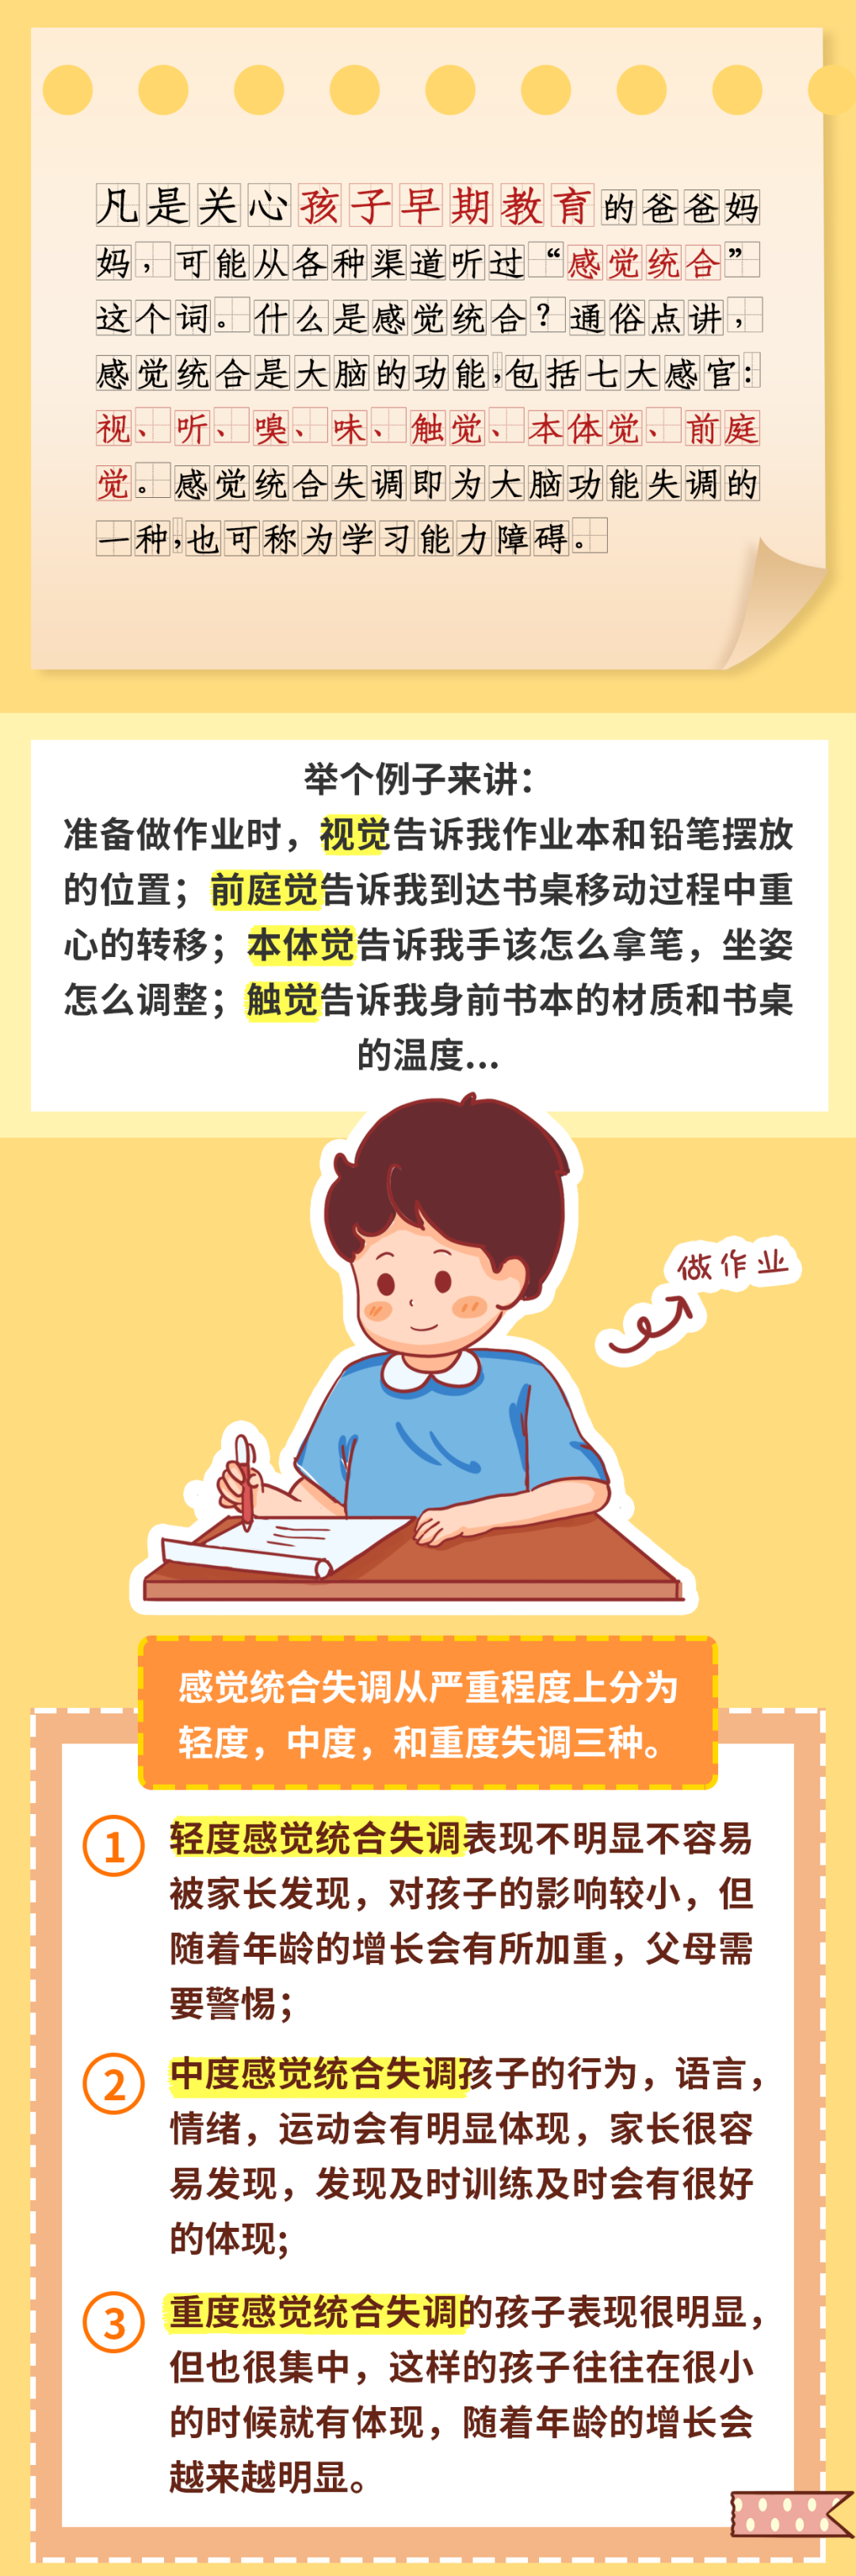 凡是关心孩子早期教育的爸爸妈
妈，可能从各种渠道听过“感觉统合”
这个词。什么是感觉统合？通俗点讲，
感觉统合是大脑的功能，包括七大感官：
视、听、嗅、味、触觉、本体觉、前庭
觉。感觉统合失调即为大脑功能失调的
一种，也可称为学习能力障碍。
举个例子来讲：
准备做作业时，视觉告诉我作业本和铅笔摆放
的位置；前庭觉告诉我到达书桌移动过程中重
心的转移；本体觉告诉我手该怎么拿笔，坐姿
怎么调整；触觉告诉我身前书本的材质和书桌
的温度...
做作业
感觉统合失调从严重程度上分为
轻度，中度，和重度失调三种。
1 轻度感觉统合失调表现不明显不容易
被家长发现，对孩子的影响较小，但
随着年龄的增长会有所加重，父母需
要警惕；
2 中度感觉统合失调孩子的行为，语言，
情绪，运动会有明显体现，家长很容
易发现，发现及时训练及时会有很好
的体现;
3 重度感觉统合失调的孩子表现很明显，
但也很集中，这样的孩子往往在很小
的时候就有体现，随着年龄的增长会
越来越明显。